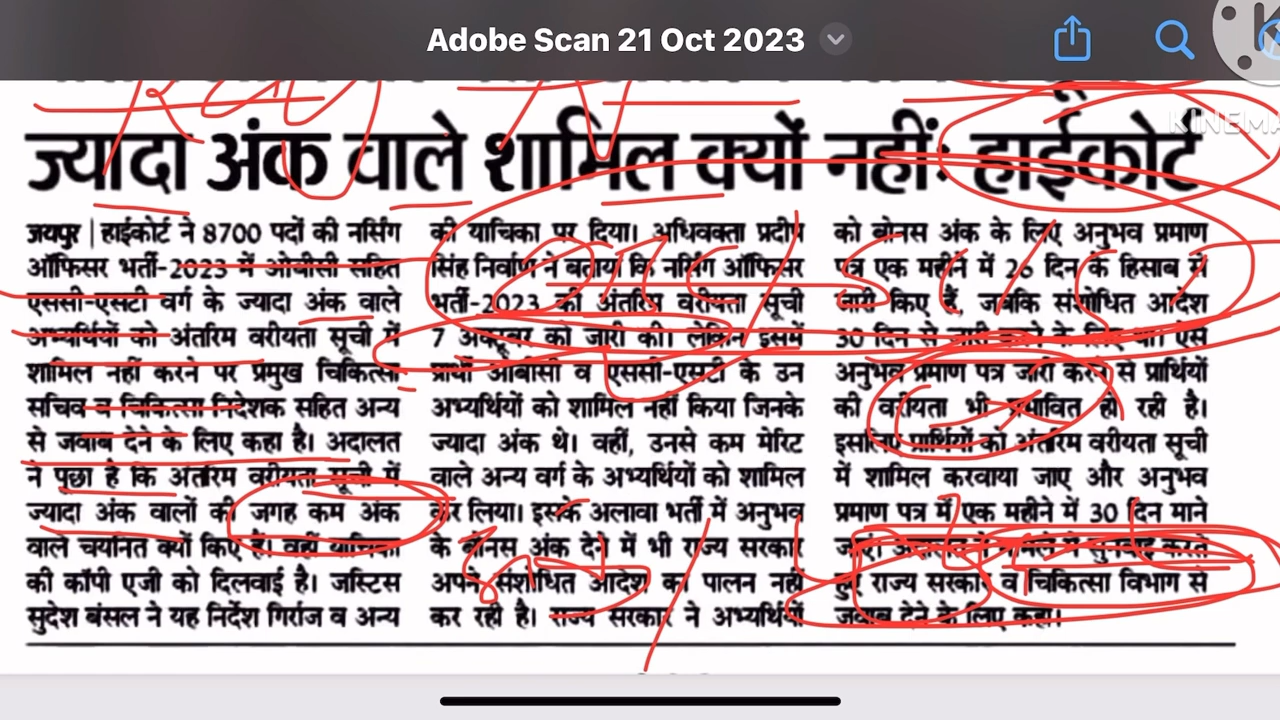 Adobe Scan 21 Oct 2023
KINEMA
ज्यादा अंक वाले शामिल क्यों नहीं: हाईकोर्ट
जयपुर | हाईकोर्ट ने 8700 पदों की नर्सिंग
ऑफिसर भर्ती-2023 में ओबीसी सहित
एससी-एसटी वर्ग के ज्यादा अंक वाले
अभ्यर्थियों को अंतरिम वरीयता सूची में
शामिल नहीं करने पर प्रमुख चिकित्सा
सचिव व चिकित्सा निदेशक सहित अन्य
से जवाब देने के लिए कहा है। अदालत
ने पूछा है कि अंतरिम वरीयता सूची में
ज्यादा अंक वालों की जगह कम अंक
वाले चयनित क्यों किए हैं। वहीं याचिका
की कॉपी एजी को दिलवाई है। जस्टिस
सुदेश बंसल ने यह निर्देश गिर्राज व अन्य
की याचिका पर दिया। अधिवक्ता प्रदीप
सिंह निर्वाण ने बताया कि नर्सिंग ऑफिसर
भर्ती-2023 की अंतरिम वरीयता सूची
7 अक्टूबर को जारी की। लेकिन इसमें
प्रार्थी ओबीसी व एससी-एसटी के उन
अभ्यर्थियों को शामिल नहीं किया जिनके
ज्यादा अंक थे। वहीं, उनसे कम मेरिट
वाले अन्य वर्ग के अभ्यर्थियों को शामिल
कर लिया। इसके अलावा भर्ती में अनुभव
के बोनस अंक देने में भी राज्य सरकार
अपने संशोधित आदेश का पालन नहीं
कर रही है। राज्य सरकार ने अभ्यर्थियों
को बोनस अंक के लिए अनुभव प्रमाण
पत्र एक महीने में 26 दिन के हिसाब से
जारी किए हैं, जबकि संशोधित आदेश
30 दिन से जारी करने के लिए था। ऐसे
अनुभव प्रमाण पत्र जारी करने से प्रार्थियों
की वरीयता भी प्रभावित हो रही है।
इसलिए प्रार्थियों को अंतरिम वरीयता सूची
में शामिल करवाया जाए और अनुभव
प्रमाण पत्र में एक महीने में 30 दिन माने
जाएं। अदालत ने मामले में सुनवाई करते
हुए राज्य सरकार व चिकित्सा विभाग से
जवाब देने के लिए कहा।